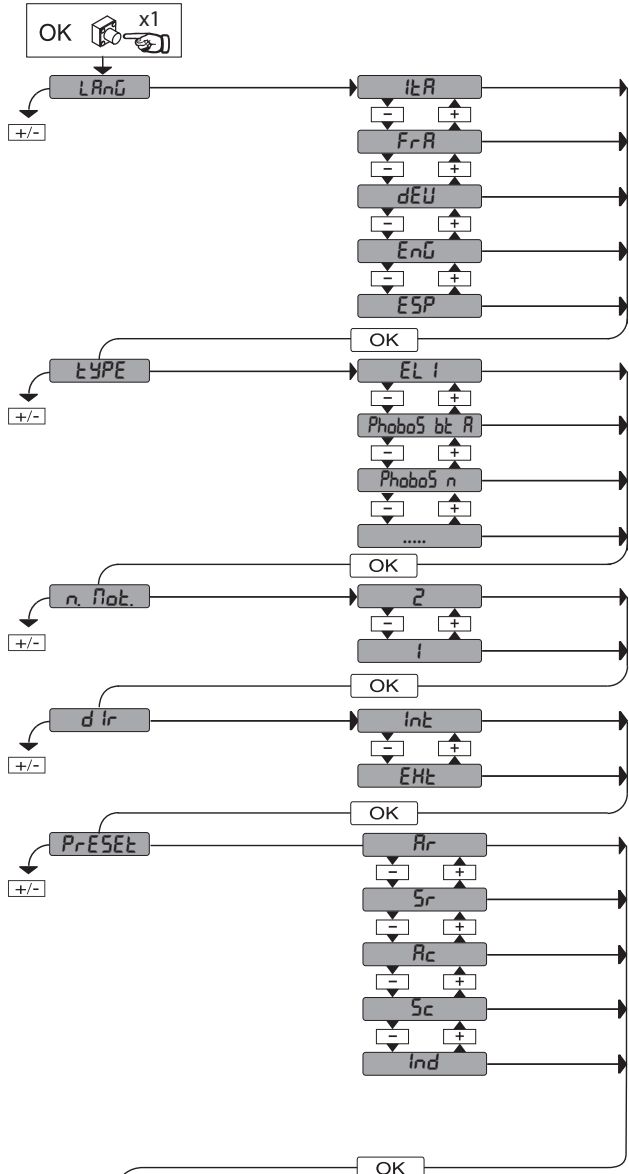 OK x1
LAnG ItA
+/- - +
FrA
- +
dEU
- +
EnG
- +
ESP
OK
tYPE EL 1
+/- - +
PhoboS bt A
- +
PhoboS n
- +
.....
OK
n. Mot. 2
+/- - +
1
OK
dIr Int
+/- - +
EHt
OK
PrESEt Ar
+/- - +
Sr
- +
Ac
- +
Sc
- +
Ind
OK